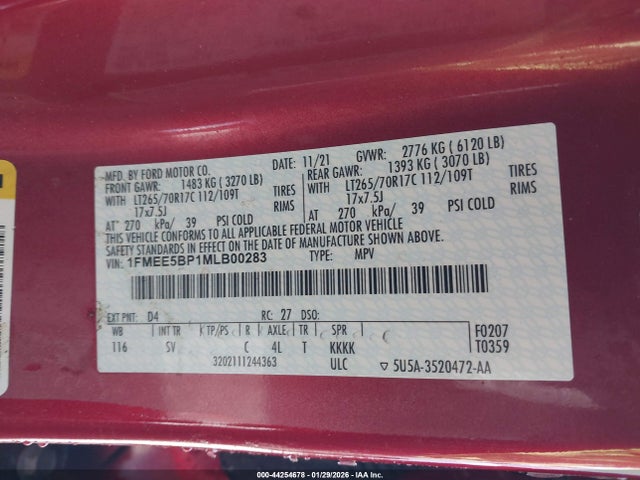 MFD. BY FORD MOTOR CO.
DATE: 11/21 GVWR: 2776 KG ( 6120 LB)
FRONT GAWR: 1483 KG ( 3270 LB) REAR GAWR: 1393 KG ( 3070 LB)
WITH LT265/70R17C 112/109T TIRES WITH LT265/70R17C 112/109T TIRES
17x7.5J RIMS 17x7.5J RIMS
AT 270 kPa/ 39 PSI COLD AT 270 kPa/ 39 PSI COLD
THIS VEHICLE CONFORMS TO ALL APPLICABLE FEDERAL MOTOR VEHICLE
SAFETY STANDARDS IN EFFECT ON THE DATE OF MANUFACTURE SHOWN ABOVE.
VIN: 1FMEE5BP1MLB00283 TYPE: MPV
EXT PNT: D4 RC: 27 DSO:
WB INT TR TP/PS R AXLE TR SPR F0207
116 SV C 4L T KKKK T0359
3202111244363 ULC ▽ 5U5A-3520472-AA
000-44254678 - 01/29/2026 - IAA Inc.